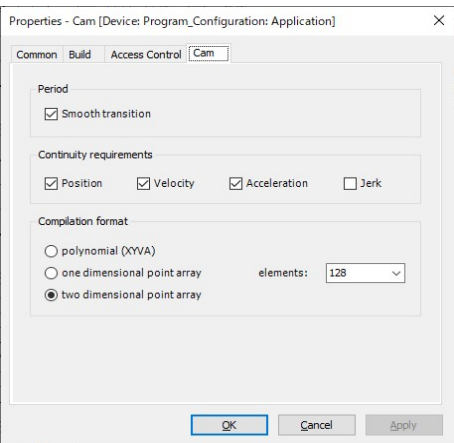 Properties - Cam [Device: Program_Configuration: Application]
Common Build Access Control Cam
Period
Smooth transition
Continuity requirements
Position Velocity Acceleration Jerk
Compilation format
polynomial (XYVA)
one dimensional point array elements: 128
two dimensional point array
OK Cancel Apply